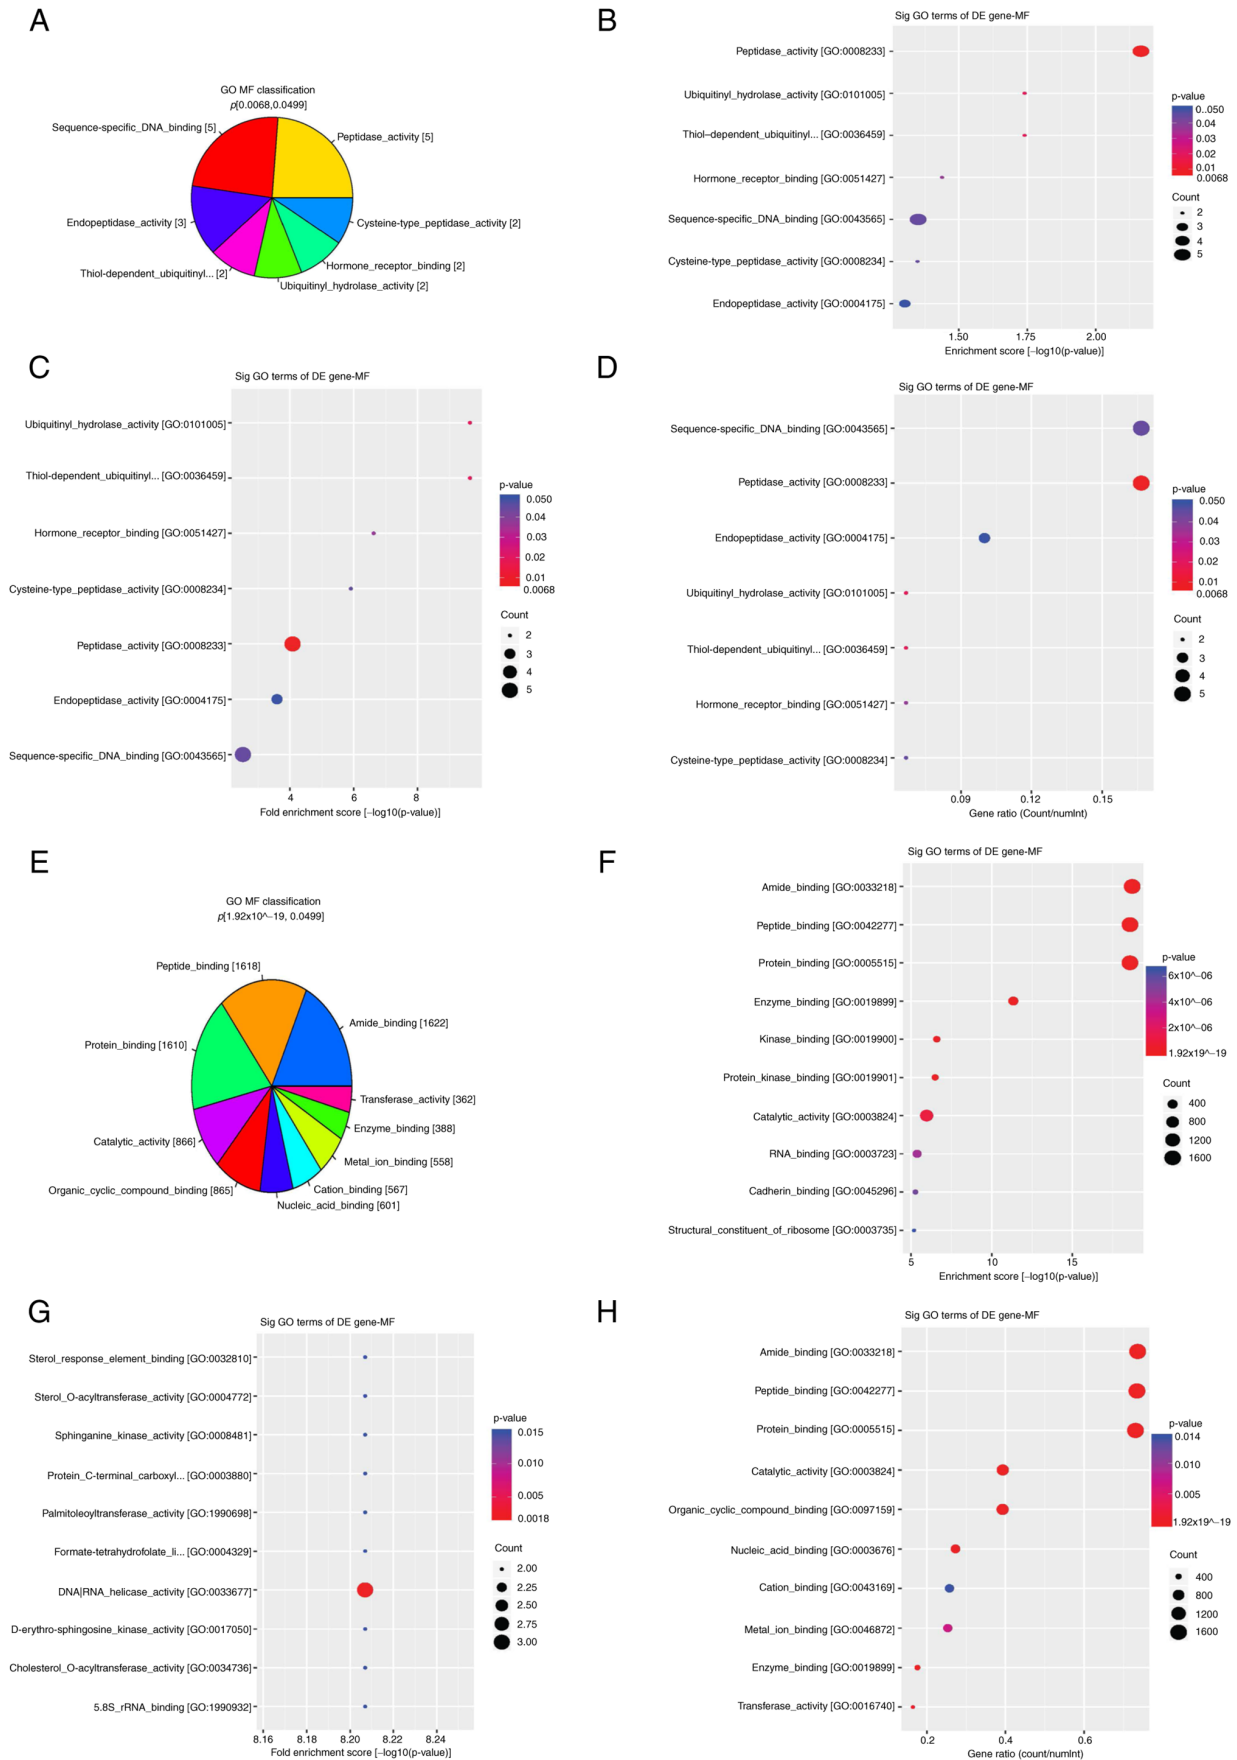 A
GO MF classification
p[0.0068,0.0499]
Sequence-specific_DNA_binding [5]
Peptidase_activity [5]
Endopeptidase_activity [3]
Cysteine-type_peptidase_activity [2]
Thiol-dependent_ubiquitinyl... [2]
Hormone_receptor_binding [2]
Ubiquitinyl_hydrolase_activity [2]
B
Sig GO terms of DE gene-MF
Peptidase_activity [GO:0008233]
Ubiquitinyl_hydrolase_activity [GO:0101005]
Thiol–dependent_ubiquitinyl... [GO:0036459]
Hormone_receptor_binding [GO:0051427]
Sequence-specific_DNA_binding [GO:0043565]
Cysteine-type_peptidase_activity [GO:0008234]
Endopeptidase_activity [GO:0004175]
1.50 1.75 2.00
Enrichment score [–log10(p-value)]
p-value
0..050
0.04
0.03
0.02
0.01
0.0068
Count
2
3
4
5
C
Sig GO terms of DE gene-MF
Ubiquitinyl_hydrolase_activity [GO:0101005]
Thiol-dependent_ubiquitinyl... [GO:0036459]
Hormone_receptor_binding [GO:0051427]
Cysteine-type_peptidase_activity [GO:0008234]
Peptidase_activity [GO:0008233]
Endopeptidase_activity [GO:0004175]
Sequence-specific_DNA_binding [GO:0043565]
4 6 8
Fold enrichment score [–log10(p-value)]
p-value
0.050
0.04
0.03
0.02
0.01
0.0068
Count
2
3
4
5
D
Sig GO terms of DE gene-MF
Sequence-specific_DNA_binding [GO:0043565]
Peptidase_activity [GO:0008233]
Endopeptidase_activity [GO:0004175]
Ubiquitinyl_hydrolase_activity [GO:0101005]
Thiol-dependent_ubiquitinyl... [GO:0036459]
Hormone_receptor_binding [GO:0051427]
Cysteine-type_peptidase_activity [GO:0008234]
0.09 0.12 0.15
Gene ratio (Count/numInt)
p-value
0.050
0.04
0.03
0.02
0.01
0.0068
Count
2
3
4
5
E
GO MF classification
p[1.92x10^–19, 0.0499]
Peptide_binding [1618]
Amide_binding [1622]
Protein_binding [1610]
Transferase_activity [362]
Enzyme_binding [388]
Catalytic_activity [866]
Metal_ion_binding [558]
Organic_cyclic_compound_binding [865]
Cation_binding [567]
Nucleic_acid_binding [601]
F
Sig GO terms of DE gene-MF
Amide_binding [GO:0033218]
Peptide_binding [GO:0042277]
Protein_binding [GO:0005515]
Enzyme_binding [GO:0019899]
Kinase_binding [GO:0019900]
Protein_kinase_binding [GO:0019901]
Catalytic_activity [GO:0003824]
RNA_binding [GO:0003723]
Cadherin_binding [GO:0045296]
Structural_constituent_of_ribosome [GO:0003735]
5 10 15
Enrichment score [–log10(p-value)]
p-value
6x10^–06
4x10^–06
2x10^–06
1.92x19^–19
Count
400
800
1200
1600
G
Sig GO terms of DE gene-MF
Sterol_response_element_binding [GO:0032810]
Sterol_O-acyltransferase_activity [GO:0004772]
Sphinganine_kinase_activity [GO:0008481]
Protein_C-terminal_carboxyl... [GO:0003880]
Palmitoleoyltransferase_activity [GO:1990698]
Formate-tetrahydrofolate_li... [GO:0004329]
DNA|RNA_helicase_activity [GO:0033677]
D-erythro-sphingosine_kinase_activity [GO:0017050]
Cholesterol_O-acyltransferase_activity [GO:0034736]
5.8S_rRNA_binding [GO:1990932]
8.16 8.18 8.20 8.22 8.24
Fold enrichment score [–log10(p-value)]
p-value
0.015
0.010
0.005
0.0018
Count
2.00
2.25
2.50
2.75
3.00
H
Sig GO terms of DE gene-MF
Amide_binding [GO:0033218]
Peptide_binding [GO:0042277]
Protein_binding [GO:0005515]
Catalytic_activity [GO:0003824]
Organic_cyclic_compound_binding [GO:0097159]
Nucleic_acid_binding [GO:0003676]
Cation_binding [GO:0043169]
Metal_ion_binding [GO:0046872]
Enzyme_binding [GO:0019899]
Transferase_activity [GO:0016740]
0.2 0.4 0.6
Gene ratio (count/numInt)
p-value
0.014
0.010
0.005
1.92x19^–19
Count
400
800
1200
1600